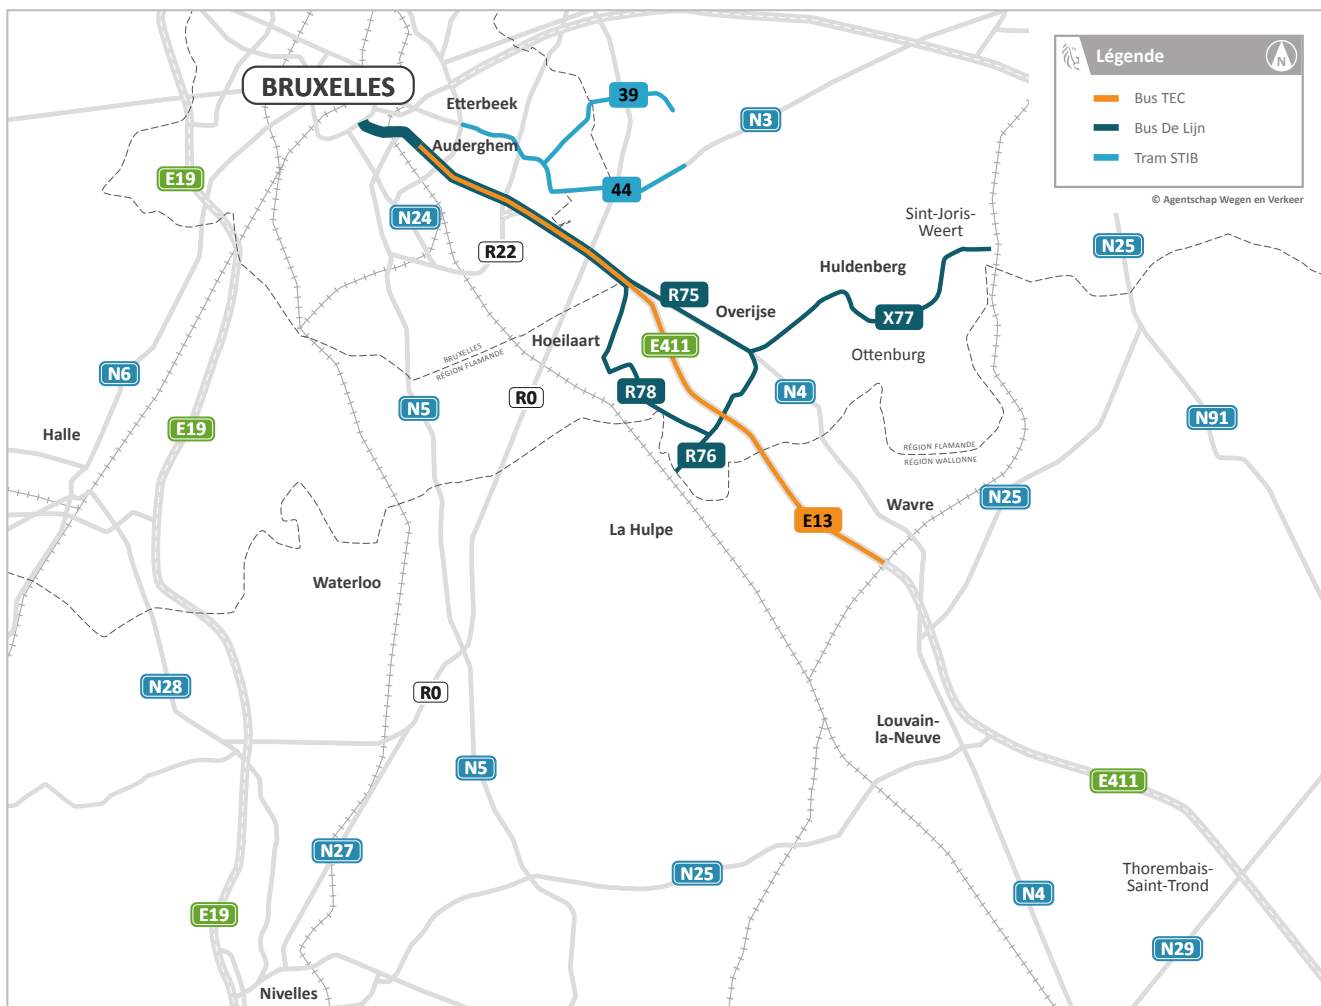 BRUXELLES
Etterbeek
39
Auderghem
N3
E19
44
N24
R22
Légende
N
Bus TEC
Bus De Lijn
Tram STIB
© Agentschap Wegen en Verkeer
Sint-Joris-
Weert
N25
Huldenberg
R75
Overijse
X77
Hoeilaart
E411
Ottenburg
BRUXELLES
RÉGION FLAMANDE
N6
R78
N4
R0
N5
N91
E19
Halle
R76
RÉGION FLAMANDE
RÉGION WALLONNE
N25
Wavre
E13
La Hulpe
Waterloo
N28
R0
Louvain-
la-Neuve
N5
E411
N27
N25
Thorembais-
Saint-Trond
N4
E19
N29
Nivelles